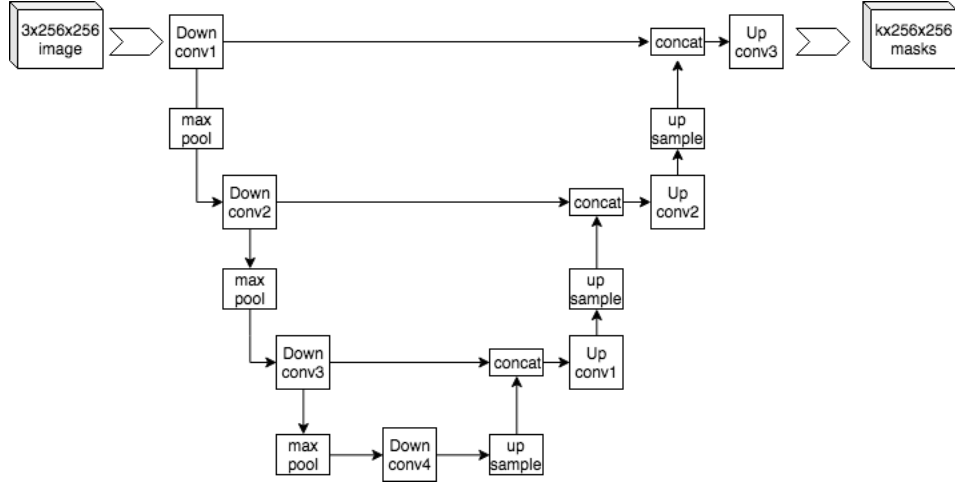 3x256x256
image
Down
conv1
concat
Up
conv3
kx256x256
masks
max
pool
up
sample
Down
conv2
concat
Up
conv2
max
pool
up
sample
Down
conv3
concat
Up
conv1
max
pool
Down
conv4
up
sample